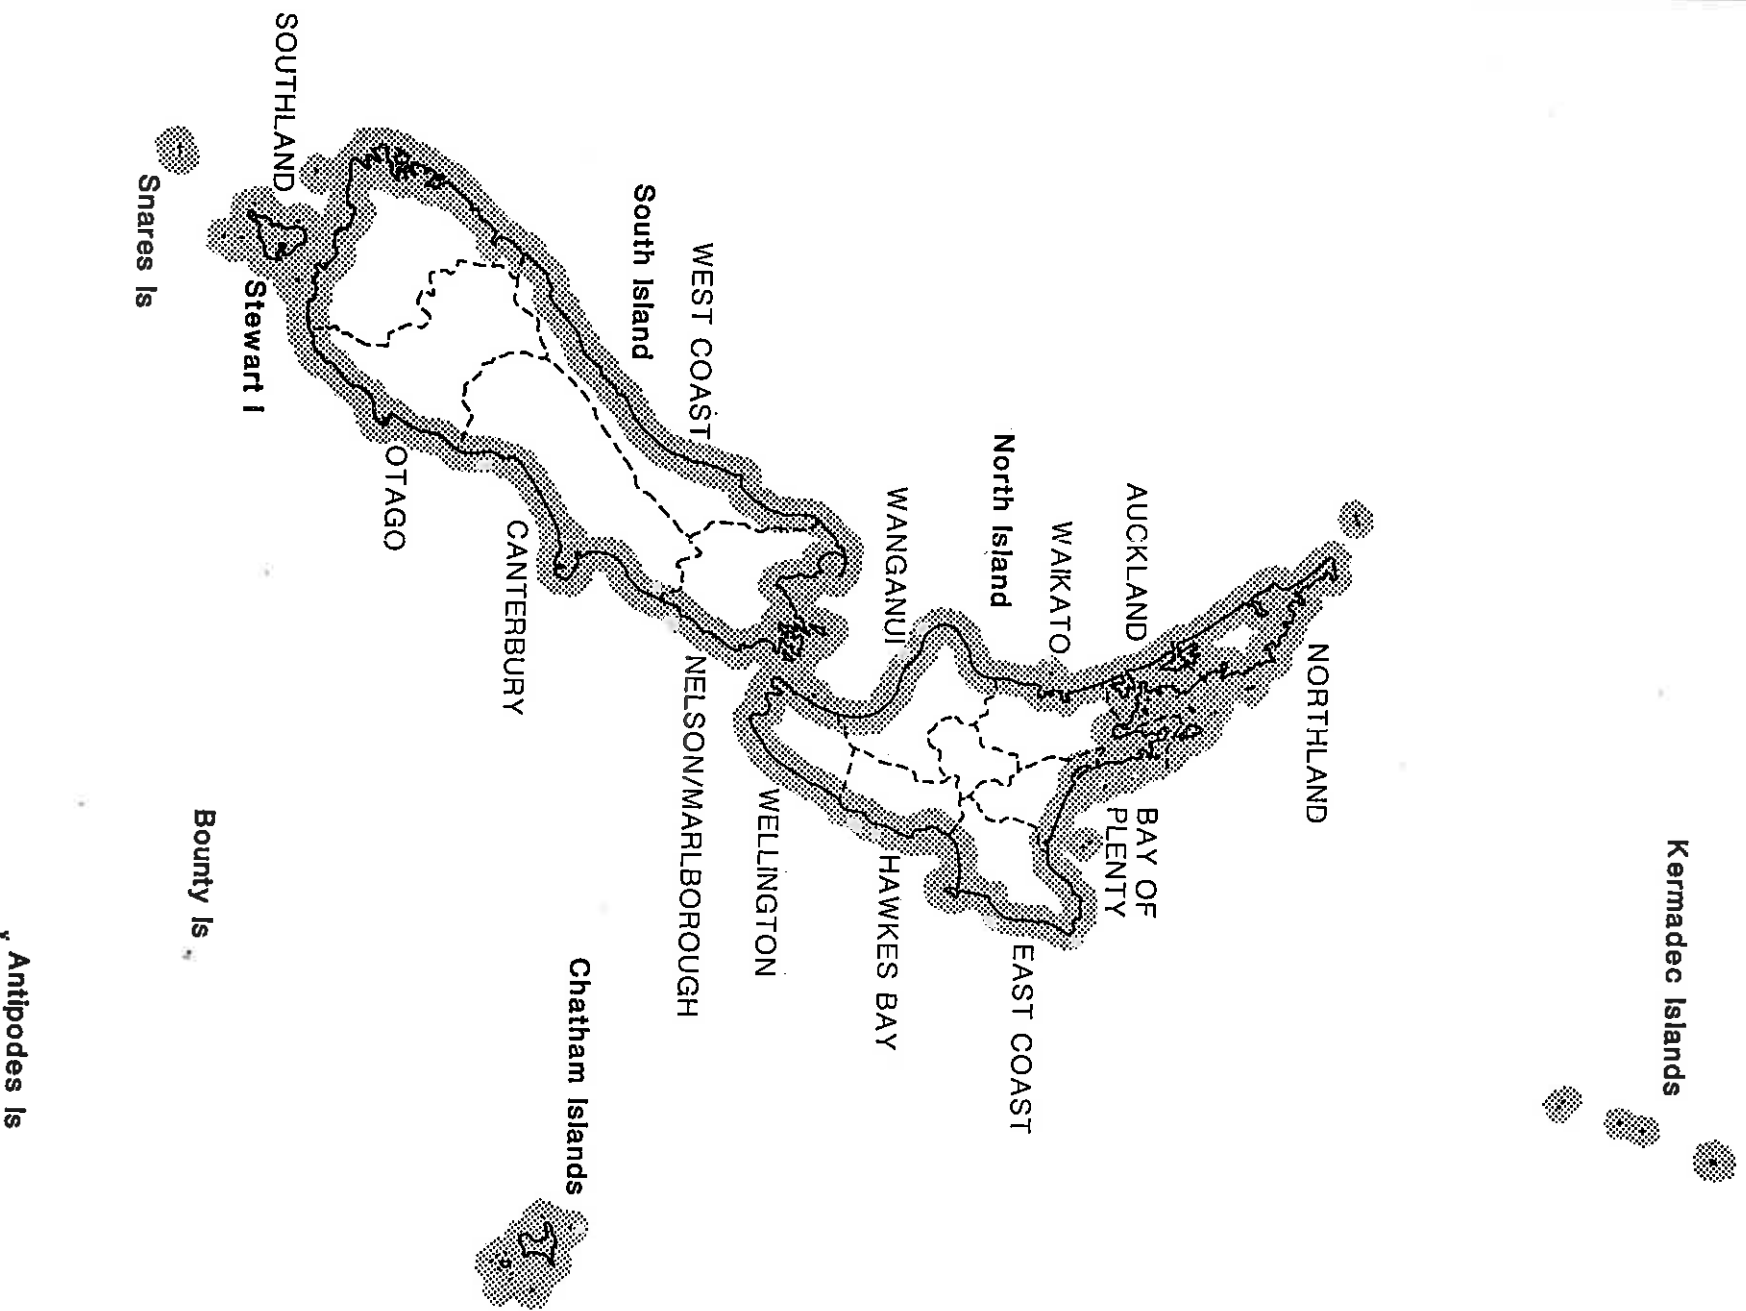 Kermadec Islands
NORTHLAND
AUCKLAND
BAY OF
PLENTY
WAIKATO
EAST COAST
North Island
WANGANUI
HAWKES BAY
WELLINGTON
WEST COAST
NELSON/MARLBOROUGH
South Island
Chatham Islands
CANTERBURY
OTAGO
SOUTHLAND
Stewart I
Bounty Is
Snares Is
Antipodes Is